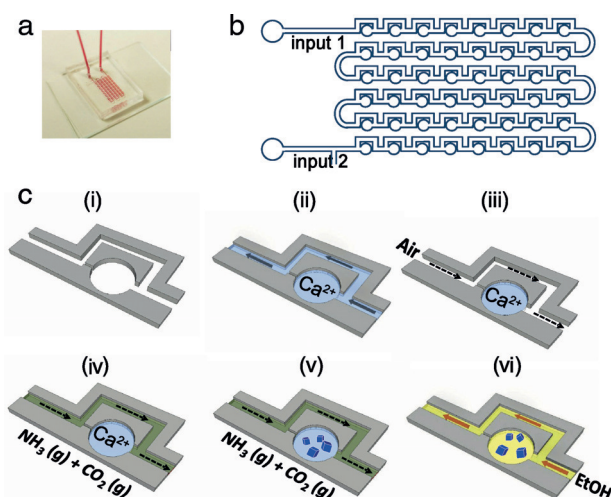 a
b
input 1
input 2
c
(i)
(ii)
(iii)
Ca²⁺
Air
Ca²⁺
(iv)
(v)
(vi)
Ca²⁺
NH₃ (g) + CO₂ (g)
NH₃ (g) + CO₂ (g)
EtOH